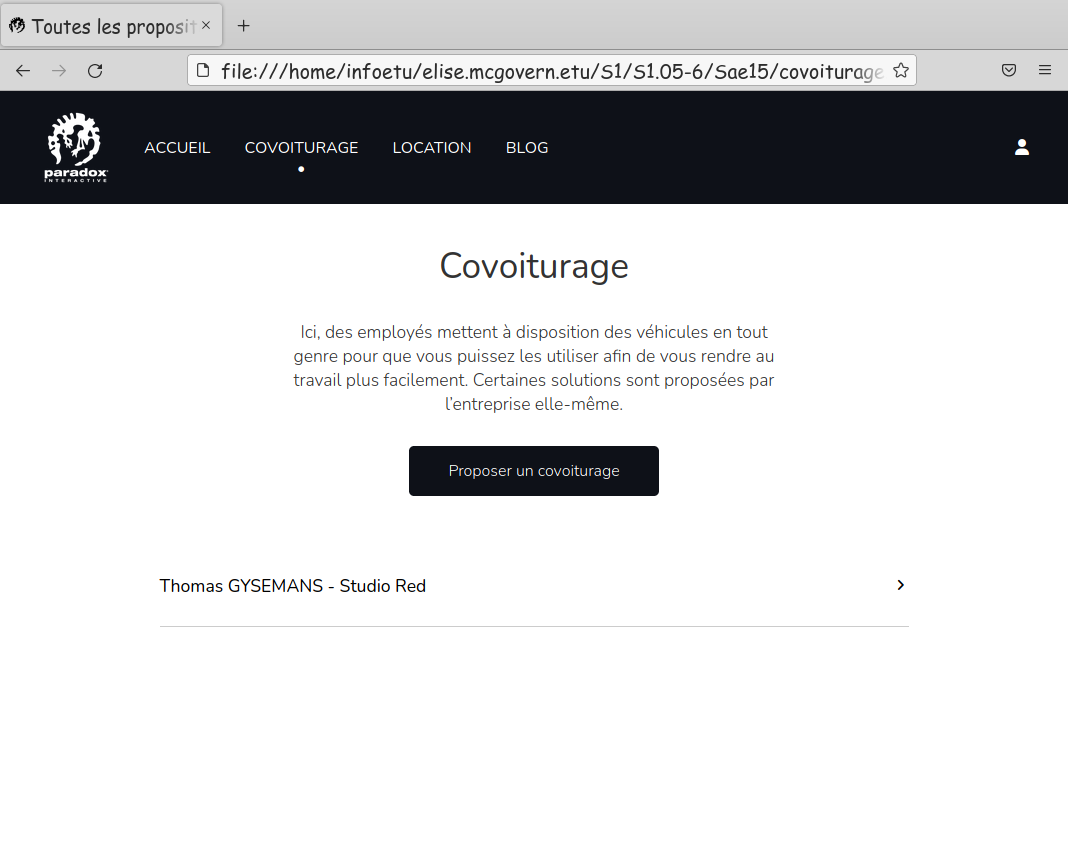 Toutes les proposit
file:///home/infoetu/elise.mcgovern.etu/S1/S1.05-6/Sae15/covoiturage
paradox
INTERACTIVE
ACCUEIL COVOITURAGE LOCATION BLOG
Covoiturage
Ici, des employés mettent à disposition des véhicules en tout
genre pour que vous puissez les utiliser afin de vous rendre au
travail plus facilement. Certaines solutions sont proposées par
l'entreprise elle-même.
Proposer un covoiturage
Thomas GYSEMANS - Studio Red